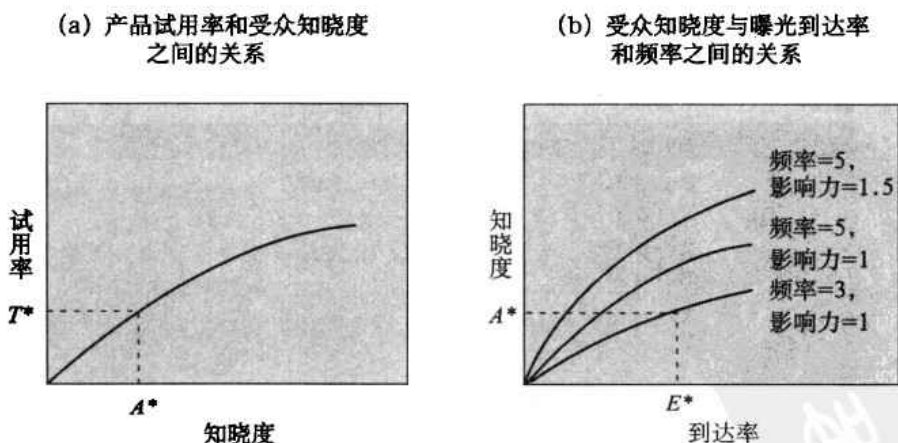 (a) 产品试用率和受众知晓度
之间的关系
试用率
T*
A*
知晓度
(b) 受众知晓度与曝光到达率
和频率之间的关系
知晓度
A*
频率=5，
影响力=1.5
频率=5，
影响力=1
频率=3，
影响力=1
E*
到达率